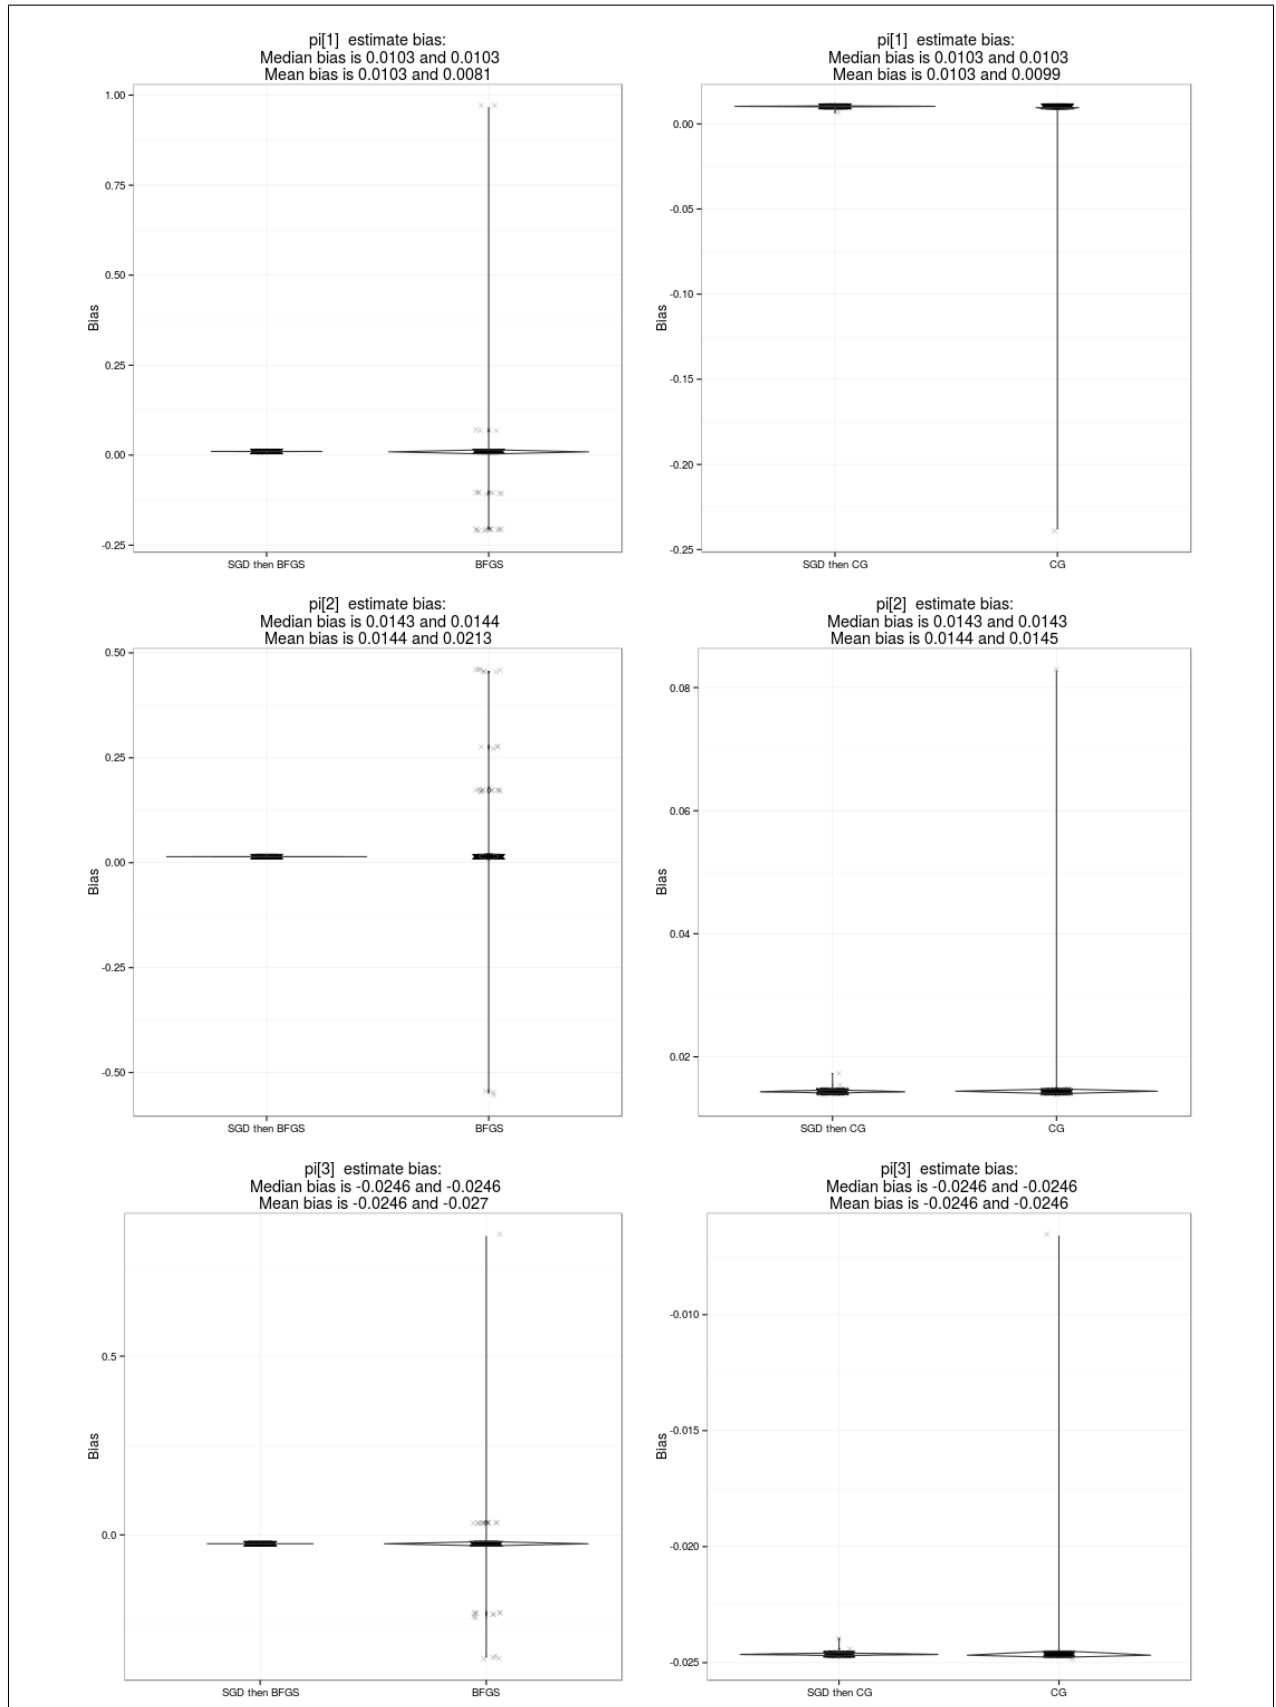 pi[1] estimate bias:
Median bias is 0.0103 and 0.0103
Mean bias is 0.0103 and 0.0081
1.00
0.75
0.50
0.25
0.00
-0.25
Bias
SGD then BFGS
BFGS
pi[1] estimate bias:
Median bias is 0.0103 and 0.0103
Mean bias is 0.0103 and 0.0099
0.00
-0.05
-0.10
-0.15
-0.20
-0.25
Bias
SGD then CG
CG
pi[2] estimate bias:
Median bias is 0.0143 and 0.0144
Mean bias is 0.0144 and 0.0213
0.50
0.25
0.00
-0.25
-0.50
Bias
SGD then BFGS
BFGS
pi[2] estimate bias:
Median bias is 0.0143 and 0.0143
Mean bias is 0.0144 and 0.0145
0.08
0.06
0.04
0.02
Bias
SGD then CG
CG
pi[3] estimate bias:
Median bias is -0.0246 and -0.0246
Mean bias is -0.0246 and -0.027
0.5
0.0
Bias
SGD then BFGS
BFGS
pi[3] estimate bias:
Median bias is -0.0246 and -0.0246
Mean bias is -0.0246 and -0.0246
-0.010
-0.015
-0.020
-0.025
Bias
SGD then CG
CG